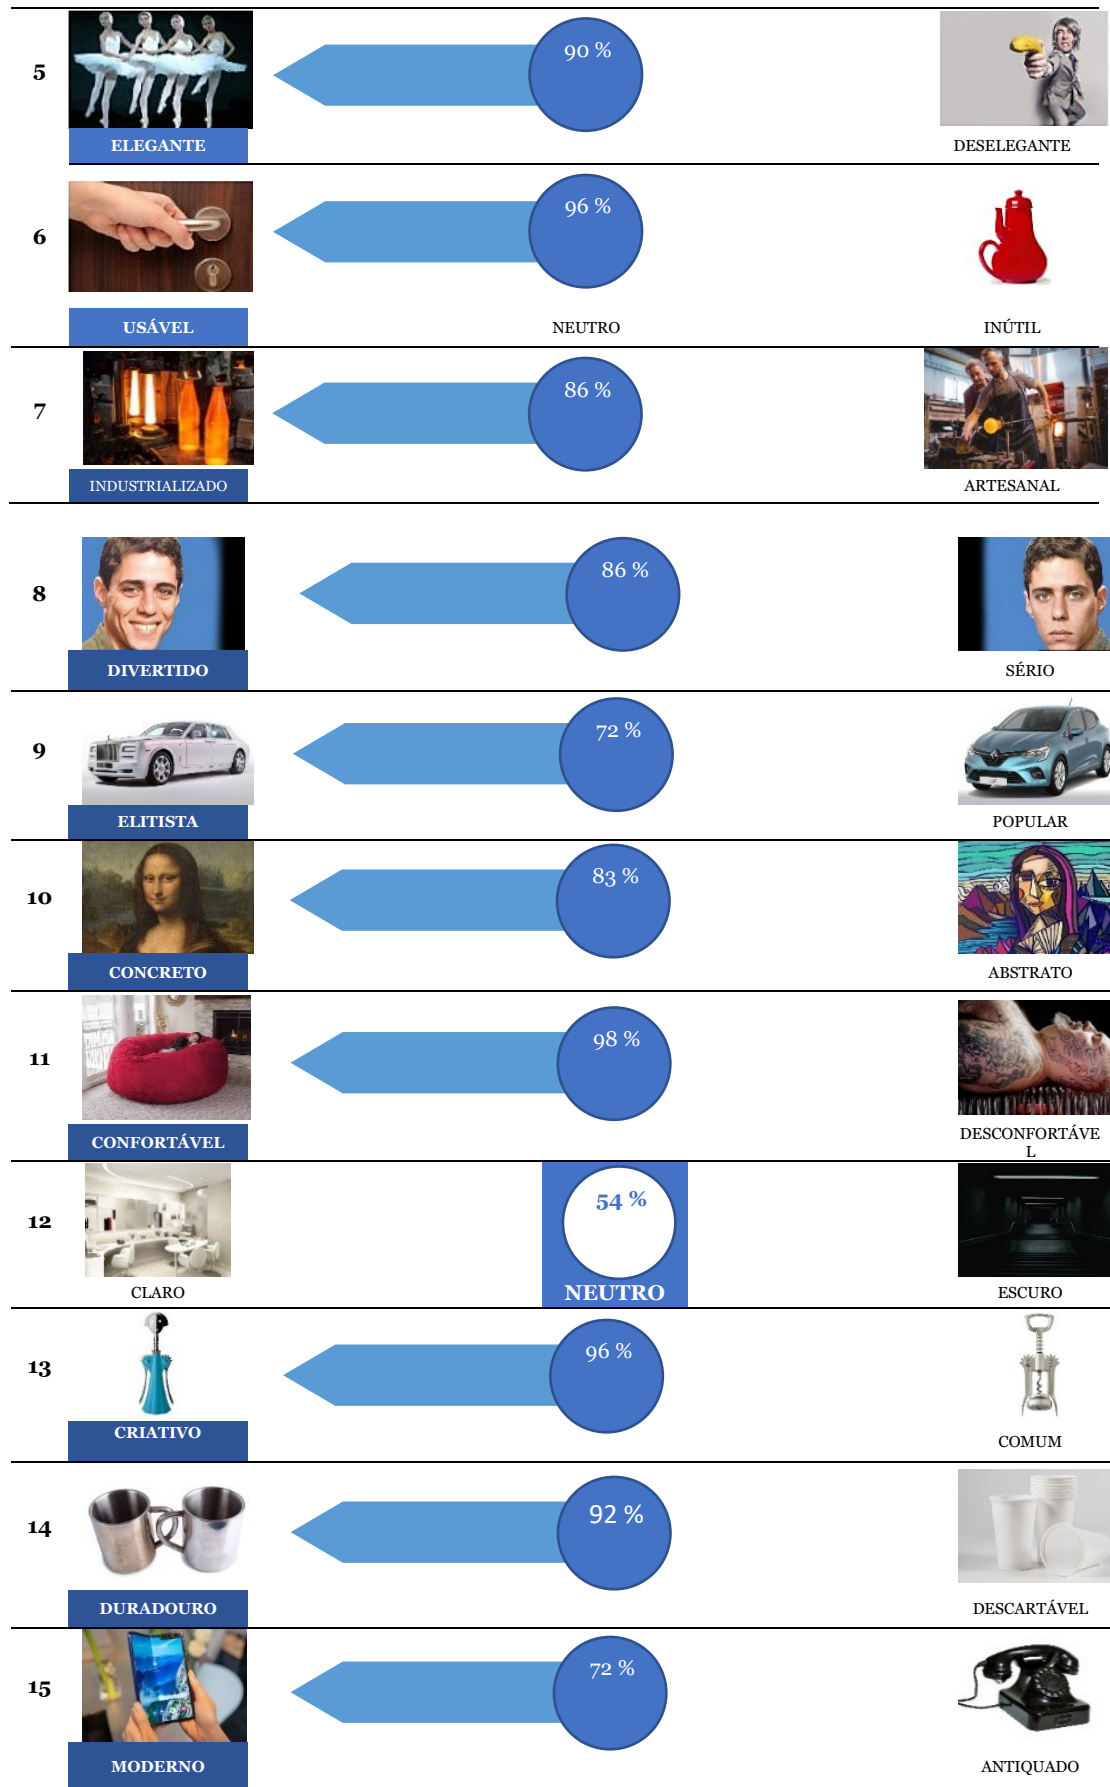 5
90 %
ELEGANTE
DESELEGANTE
6
96 %
USÁVEL
NEUTRO
INÚTIL
7
86 %
INDUSTRIALIZADO
ARTESANAL
8
86 %
DIVERTIDO
SÉRIO
9
72 %
ELITISTA
POPULAR
10
83 %
CONCRETO
ABSTRATO
11
98 %
CONFORTÁVEL
DESCONFORTÁVE
L
12
54 %
CLARO
NEUTRO
ESCURO
13
96 %
CRIATIVO
COMUM
14
92 %
DURADOURO
DESCARTÁVEL
15
72 %
MODERNO
ANTIQUADO